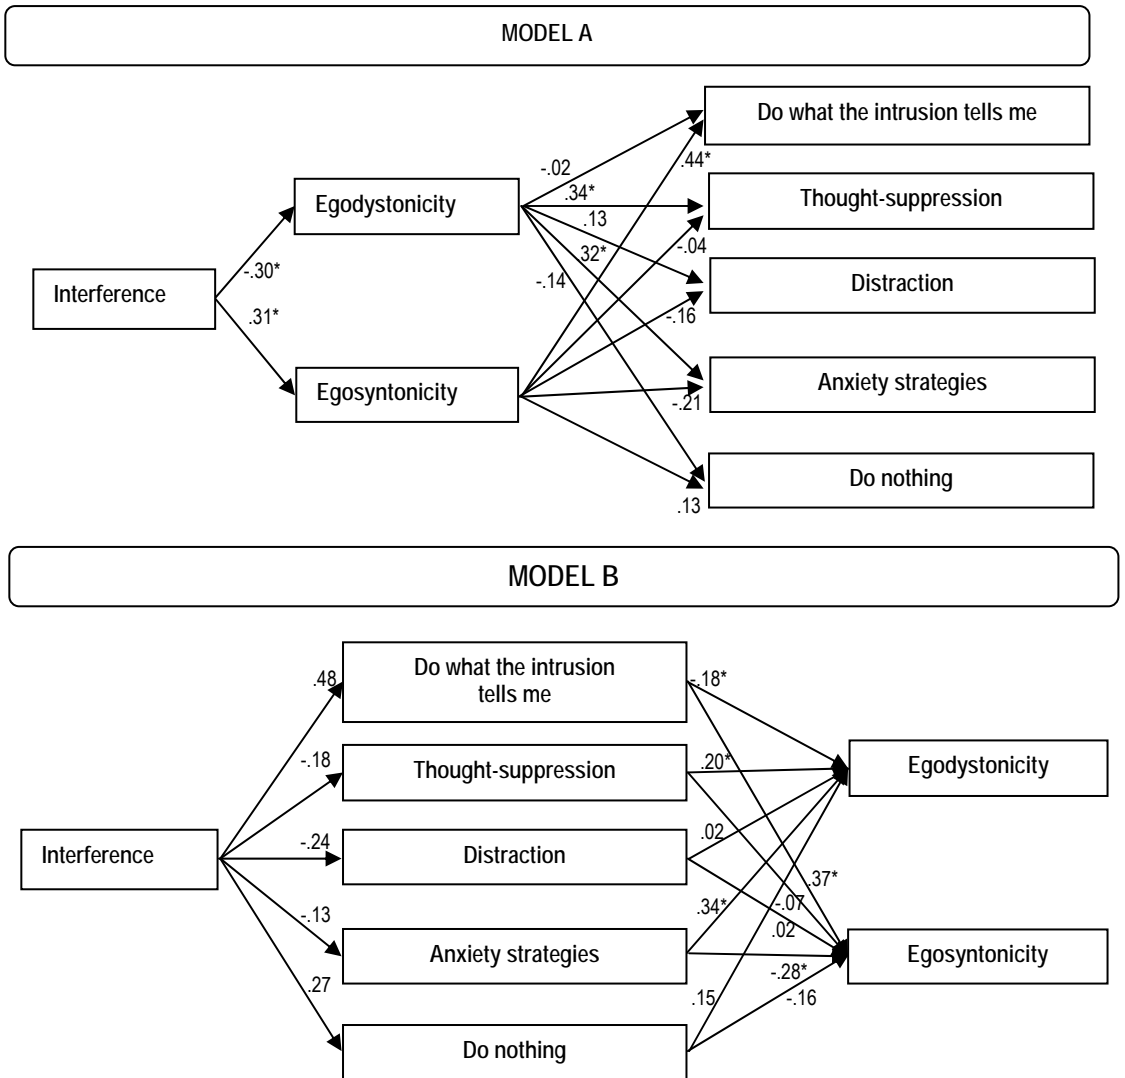 MODEL A
Do what the intrusion tells me
-.02
.44*
Egodystonicity
.34*
Thought-suppression
.13
-.04
.32*
Interference
-.30*
-.14
Distraction
.31*
-.16
Egosyntonicity
Anxiety strategies
-.21
Do nothing
.13
MODEL B
Do what the intrusion
tells me
.48
-.18*
-.18
Thought-suppression
.20*
Egodystonicity
Interference
-.24
Distraction
.02
.37*
-.13
.34*
-.07
.02
Anxiety strategies
Egosyntonicity
.27
-.28*
.15
-.16
Do nothing